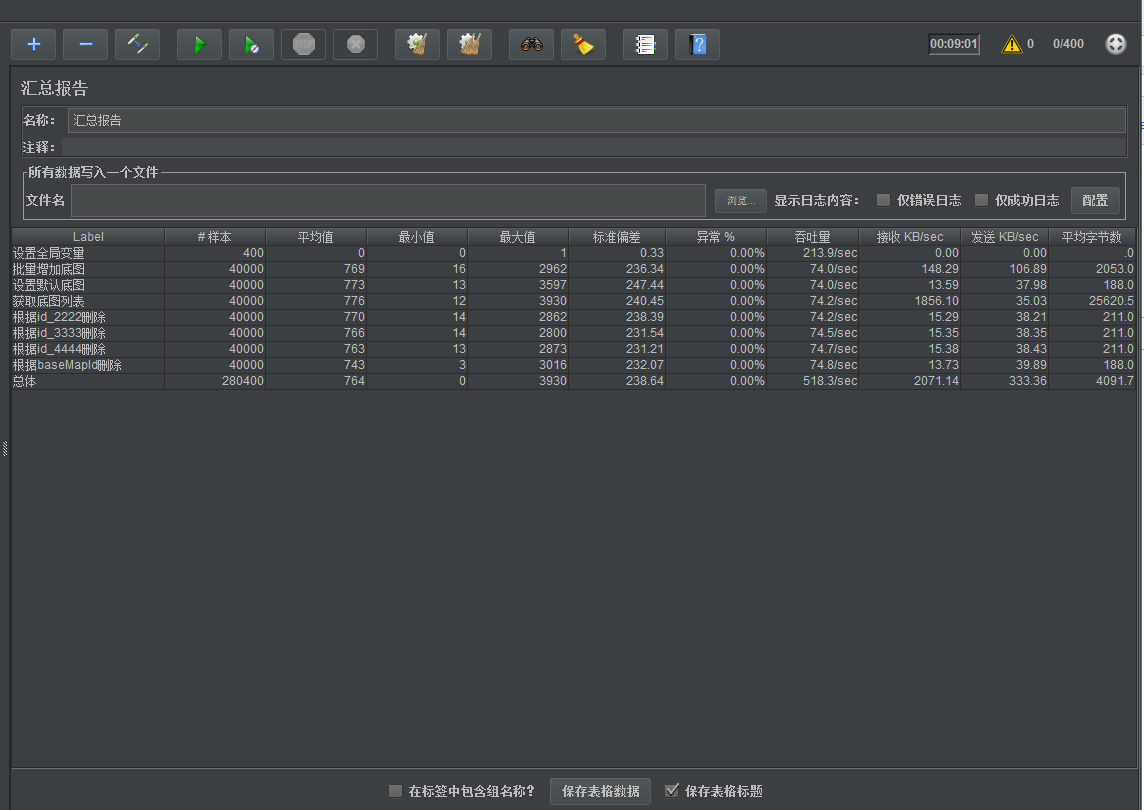 STOP
?
00:09:01
0
0/400
汇总报告
名称： 汇总报告
注释：
所有数据写入一个文件
文件名 浏览... 显示日志内容： 仅错误日志 仅成功日志 配置
Label # 样本 平均值 最小值 最大值 标准偏差 异常 % 吞吐量 接收 KB/sec 发送 KB/sec 平均字节数
设置全局变量 400 0 0 1 0.33 0.00% 213.9/sec 0.00 0.00 .0
批量增加底图 40000 769 16 2962 236.34 0.00% 74.0/sec 148.29 106.89 2053.0
设置默认底图 40000 773 13 3597 247.44 0.00% 74.0/sec 13.59 37.98 188.0
获取底图列表 40000 776 12 3930 240.45 0.00% 74.2/sec 1856.10 35.03 25620.5
根据id_2222删除 40000 770 14 2862 238.39 0.00% 74.2/sec 15.29 38.21 211.0
根据id_3333删除 40000 766 14 2800 231.54 0.00% 74.5/sec 15.35 38.35 211.0
根据id_4444删除 40000 763 13 2873 231.21 0.00% 74.7/sec 15.38 38.43 211.0
根据baseMapId删除 40000 743 3 3016 232.07 0.00% 74.8/sec 13.73 39.89 188.0
总体 280400 764 0 3930 238.64 0.00% 518.3/sec 2071.14 333.36 4091.7
在标签中包含组名称? 保存表格数据 保存表格标题